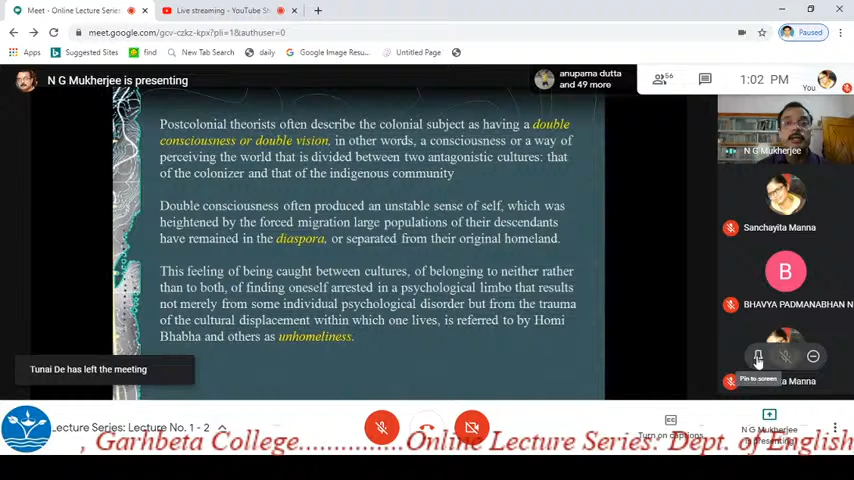 Meet - Online Lecture Series:
Live streaming - YouTube S
meet.google.com/gcv-czkz-kpx?pli=1&authuser=0
Paused
Apps
Suggested Sites
find
New Tab Search
daily
Google Image Resu...
Untitled Page
N G Mukherjee is presenting
anupama dutta
and 49 more
56
1:02 PM
You
Postcolonial theorists often describe the colonial subject as having a double
consciousness or double vision, in other words, a consciousness or a way of
perceiving the world that is divided between two antagonistic cultures: that
of the colonizer and that of the indigenous community
Double consciousness often produced an unstable sense of self, which was
heightened by the forced migration large populations of their descendants
have remained in the diaspora, or separated from their original homeland.
This feeling of being caught between cultures, of belonging to neither rather
than to both, of finding oneself arrested in a psychological limbo that results
not merely from some individual psychological disorder but from the trauma
of the cultural displacement within which one lives, is referred to by Homi
Bhabha and others as unhomeliness.
N G Mukherjee
Sanchayita Manna
B
BHAVYA PADMANABHAN N
Pin to screen
ta Manna
Tunai De has left the meeting
Lecture Series: Lecture No. 1 - 2
Turn on captions
N G Mukherjee
is presenting
, Garhbeta College...............Online Lecture Series: Dept. of English